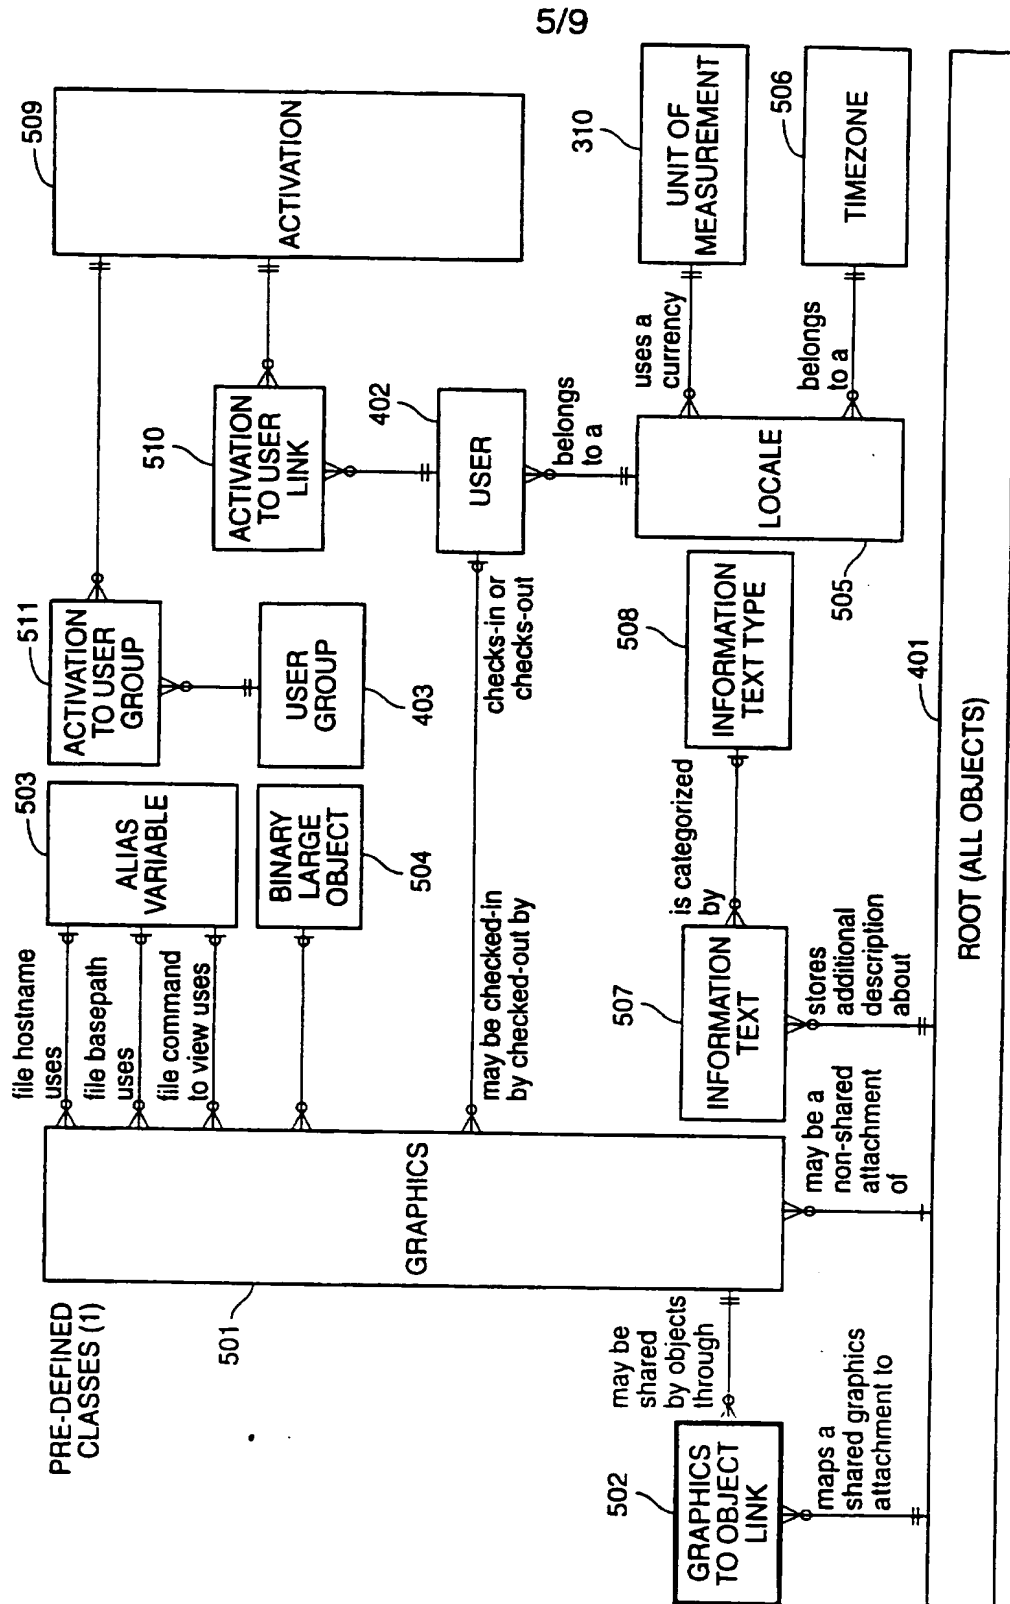 5/9
PRE-DEFINED
CLASSES (1)
501
GRAPHICS
file hostname
uses
file basepath
uses
file command
to view uses
503
ALIAS
VARIABLE
BINARY
LARGE
OBJECT
504
511
ACTIVATION
TO USER
GROUP
USER
GROUP
403
509
ACTIVATION
510
ACTIVATION
TO USER
LINK
402
USER
may be checked-in
by checked-out by
checks-in or
checks-out
belongs
to a
LOCALE
505
uses a
currency
310
UNIT OF
MEASUREMENT
belongs
to a
506
TIMEZONE
508
INFORMATION
TEXT TYPE
is categorized
by
507
INFORMATION
TEXT
stores
additional
description
about
may be a
non-shared
attachment
of
may be
shared
by objects
through
502
GRAPHICS
TO OBJECT
LINK
maps a
shared graphics
attachment to
401
ROOT (ALL OBJECTS)